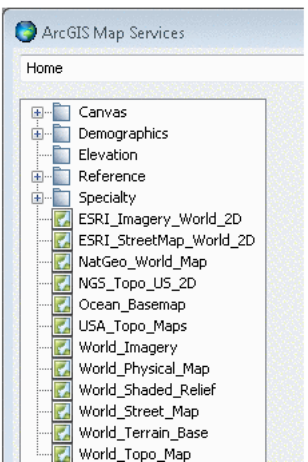 ArcGIS Map Services
Home
Canvas
Demographics
Elevation
Reference
Specialty
ESRI_Imagery_World_2D
ESRI_StreetMap_World_2D
NatGeo_World_Map
NGS_Topo_US_2D
Ocean_Basemap
USA_Topo_Maps
World_Imagery
World_Physical_Map
World_Shaded_Relief
World_Street_Map
World_Terrain_Base
World_Topo_Map